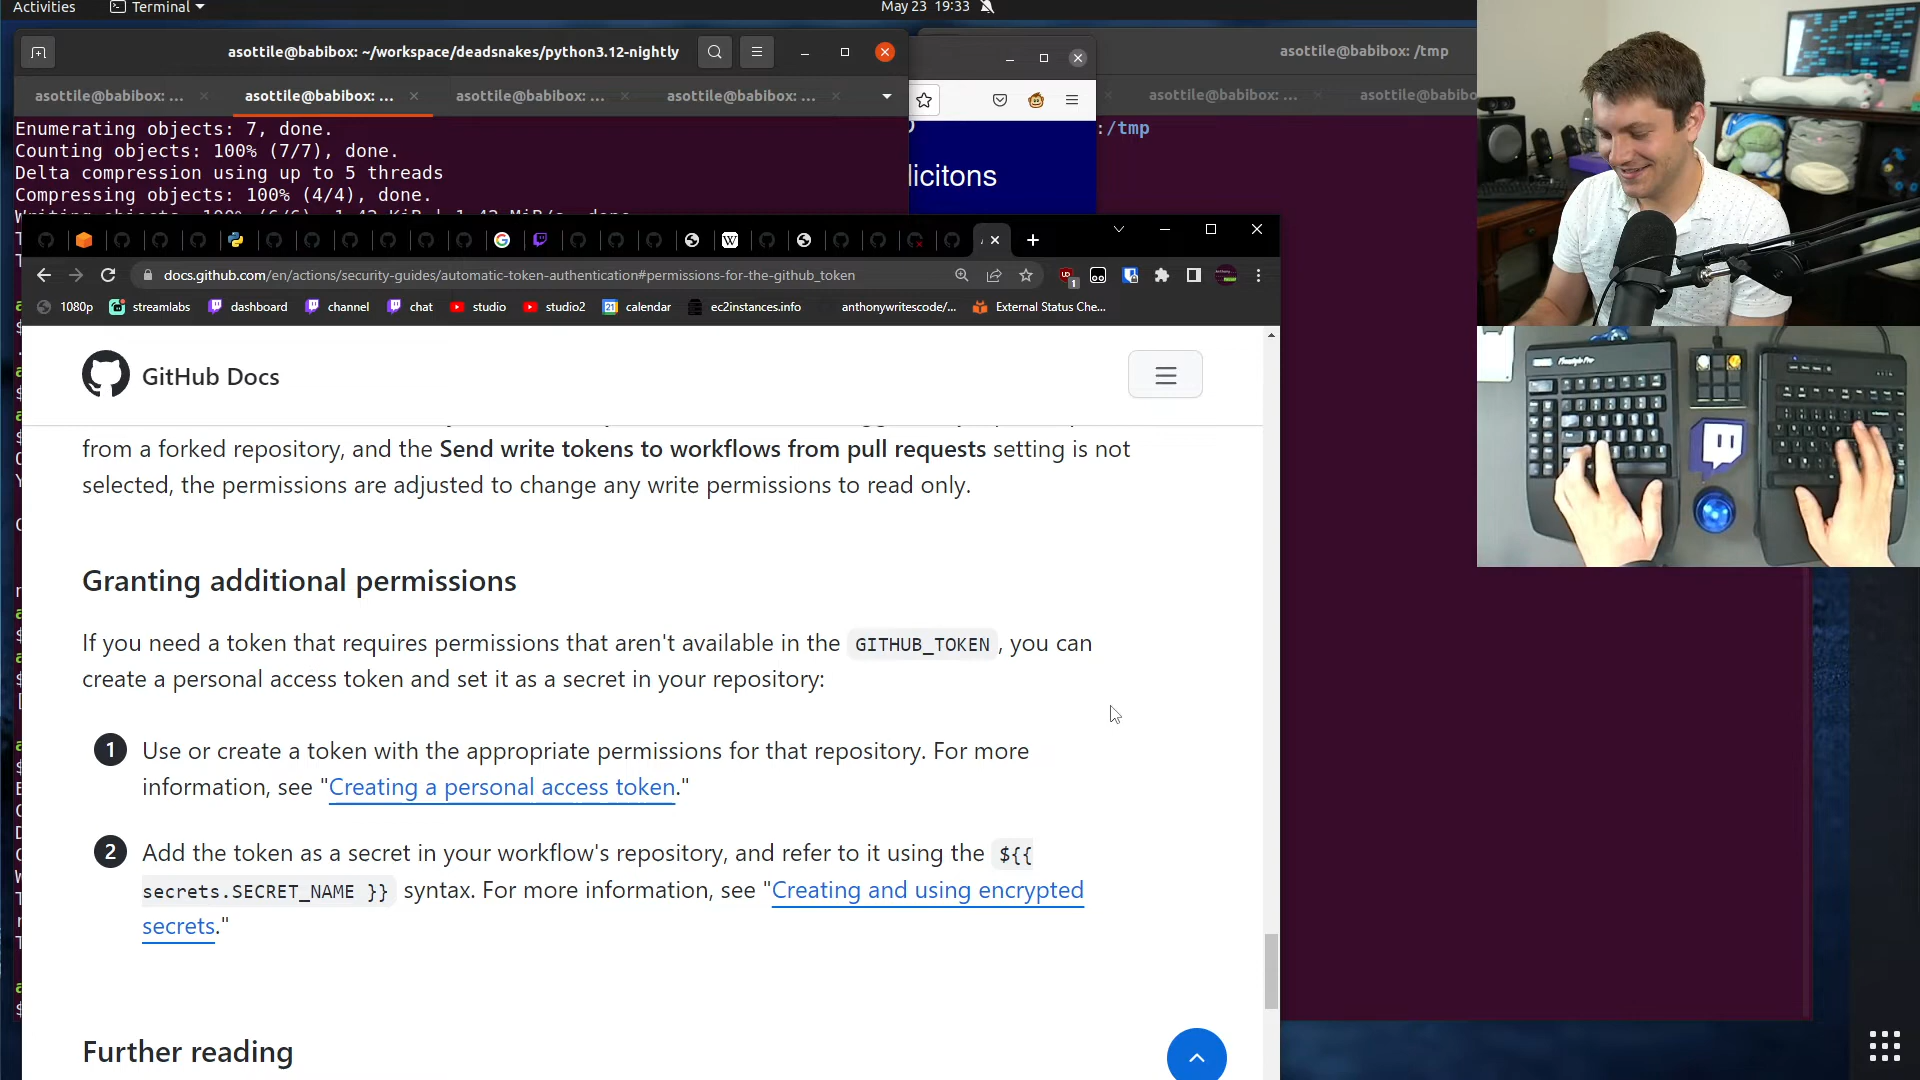 Activities
Terminal
May 23 19:33
asottile@babibox: ~/workspace/deadsnakes/python3.12-nightly
asottile@babibox: /tmp
asottile@babibox: ...
asottile@babibox: ...
asottile@babibox: ...
asottile@babibox: ...
asottile@babibox: ...
asottile@babibo
Enumerating objects: 7, done.
Counting objects: 100% (7/7), done.
Delta compression using up to 5 threads
Compressing objects: 100% (4/4), done.
:/tmp
licitons
docs.github.com/en/actions/security-guides/automatic-token-authentication#permissions-for-the-github_token
1080p
streamlabs
dashboard
channel
chat
studio
studio2
calendar
ec2instances.info
anthonywritescode/...
External Status Che...
GitHub Docs
from a forked repository, and the Send write tokens to workflows from pull requests setting is not
selected, the permissions are adjusted to change any write permissions to read only.
Granting additional permissions
If you need a token that requires permissions that aren't available in the GITHUB_TOKEN , you can
create a personal access token and set it as a secret in your repository:
1 Use or create a token with the appropriate permissions for that repository. For more
information, see "Creating a personal access token."
2 Add the token as a secret in your workflow's repository, and refer to it using the ${{
secrets.SECRET_NAME }} syntax. For more information, see "Creating and using encrypted
secrets."
Further reading